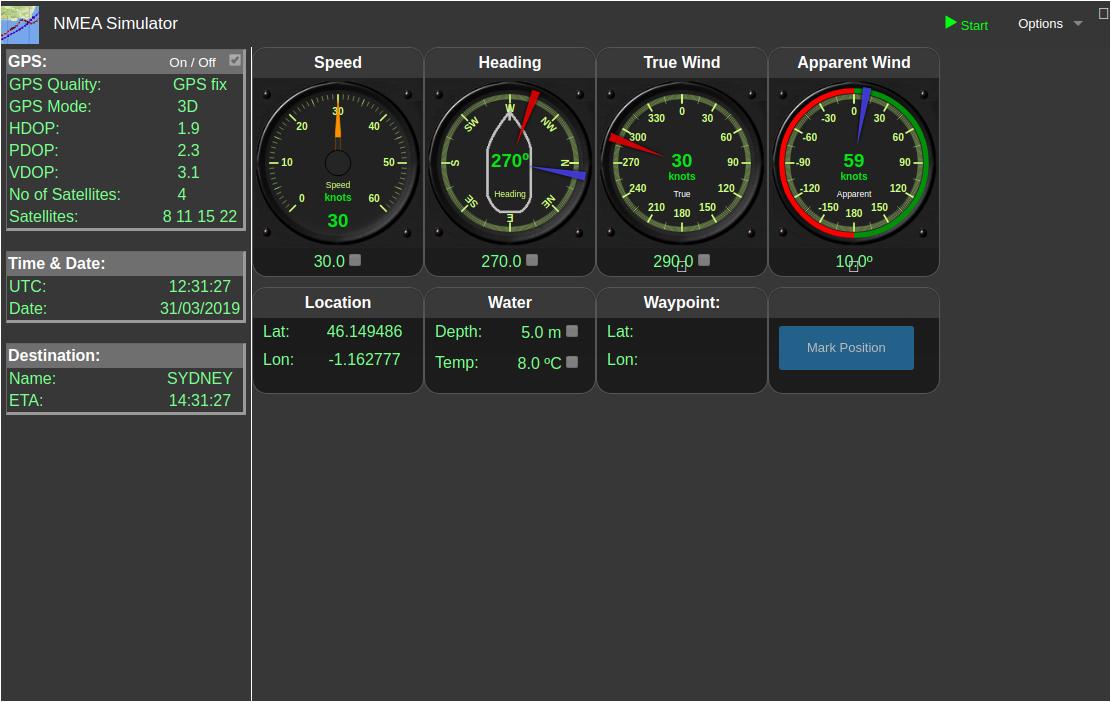 NMEA Simulator
Start
Options
GPS: On / Off
GPS Quality: GPS fix
GPS Mode: 3D
HDOP: 1.9
PDOP: 2.3
VDOP: 3.1
No of Satellites: 4
Satellites: 8 11 15 22
Time & Date:
UTC: 12:31:27
Date: 31/03/2019
Destination:
Name: SYDNEY
ETA: 14:31:27
Speed
0 10 20 30 40 50 60
Speed
knots
30
30.0
Heading
W NW N NE E SE S SW
270º
Heading
270.0
True Wind
0 30 60 90 120 150 180 210 240 270 300 330
30
knots
True
290.0
Apparent Wind
0 30 60 90 120 150 180 -150 -120 -90 -60 -30
59
knots
Apparent
10.0º
Location
Lat: 46.149486
Lon: -1.162777
Water
Depth: 5.0 m
Temp: 8.0 ºC
Waypoint:
Lat:
Lon:
Mark Position